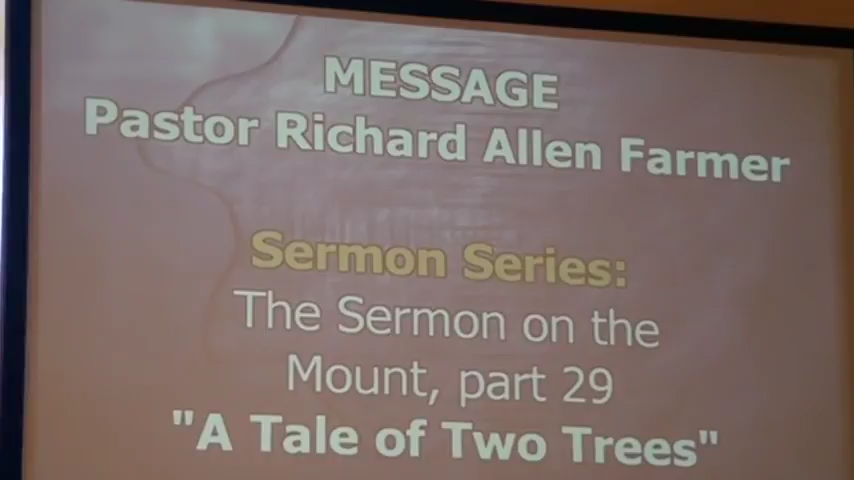 MESSAGE
Pastor Richard Allen Farmer
Sermon Series:
The Sermon on the
Mount, part 29
"A Tale of Two Trees"